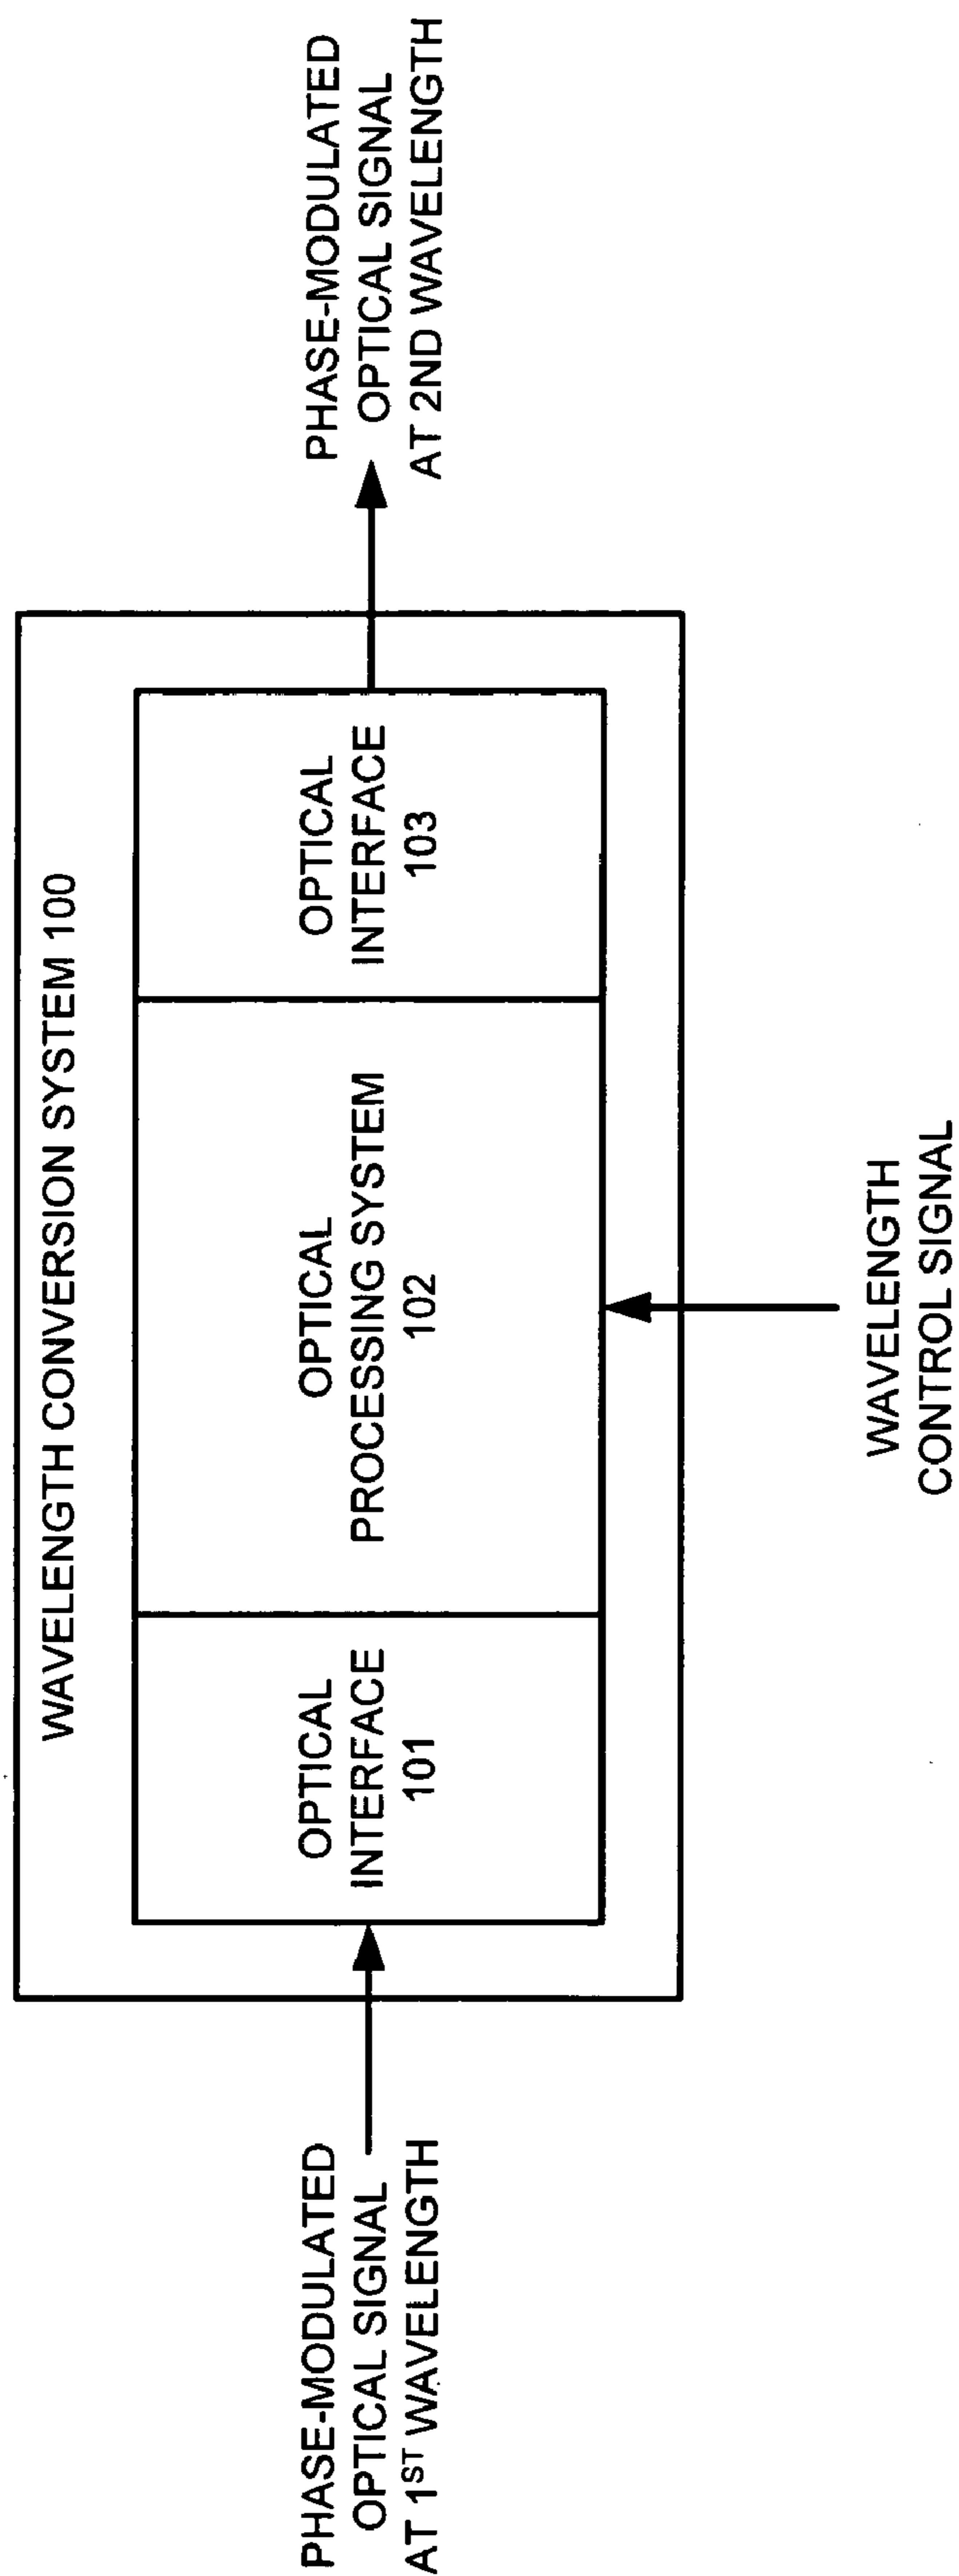 WAVELENGTH CONVERSION SYSTEM 100
PHASE-MODULATED
OPTICAL SIGNAL
AT 1ST WAVELENGTH
OPTICAL
INTERFACE
101
OPTICAL
PROCESSING SYSTEM
102
OPTICAL
INTERFACE
103
PHASE-MODULATED
OPTICAL SIGNAL
AT 2ND WAVELENGTH
WAVELENGTH
CONTROL SIGNAL